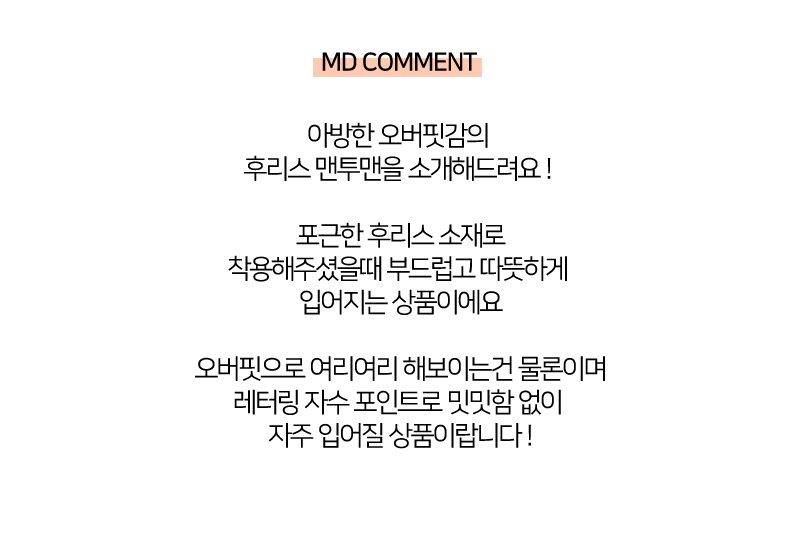 MD COMMENT
아방한 오버핏감의
후리스 맨투맨을 소개해드려요 !
포근한 후리스 소재로
착용해주셨을때 부드럽고 따뜻하게
입어지는 상품이에요
오버핏으로 여리여리 해보이는건 물론이며
레터링 자수 포인트로 밋밋함 없이
자주 입어질 상품이랍니다 !